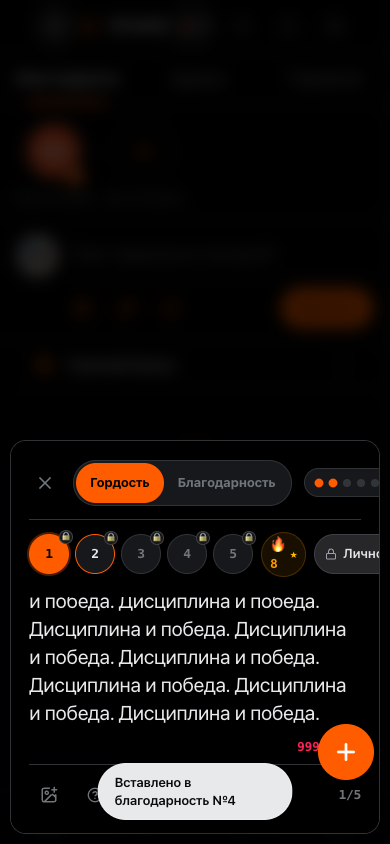 Гордость Благодарность
1 2 3 4 5 8 Лично
и победа. Дисциплина и победа.
Дисциплина и победа. Дисциплина
и победа. Дисциплина и победа.
Дисциплина и победа. Дисциплина
и победа. Дисциплина и победа.
999
Вставлено в
благодарность №4
1/5